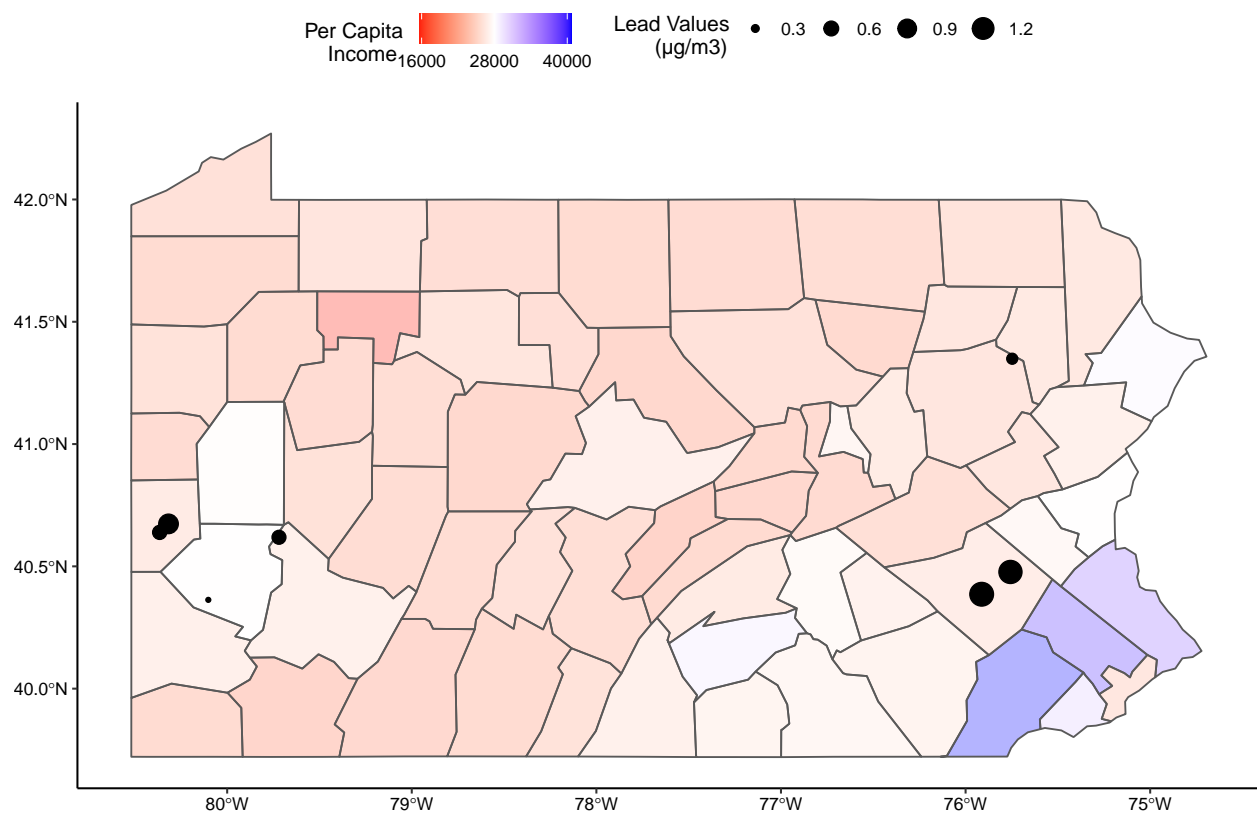 Per Capita
Income
16000 28000 40000
Lead Values
(µg/m3)
0.3 0.6 0.9 1.2
42.0°N
41.5°N
41.0°N
40.5°N
40.0°N
80°W 79°W 78°W 77°W 76°W 75°W